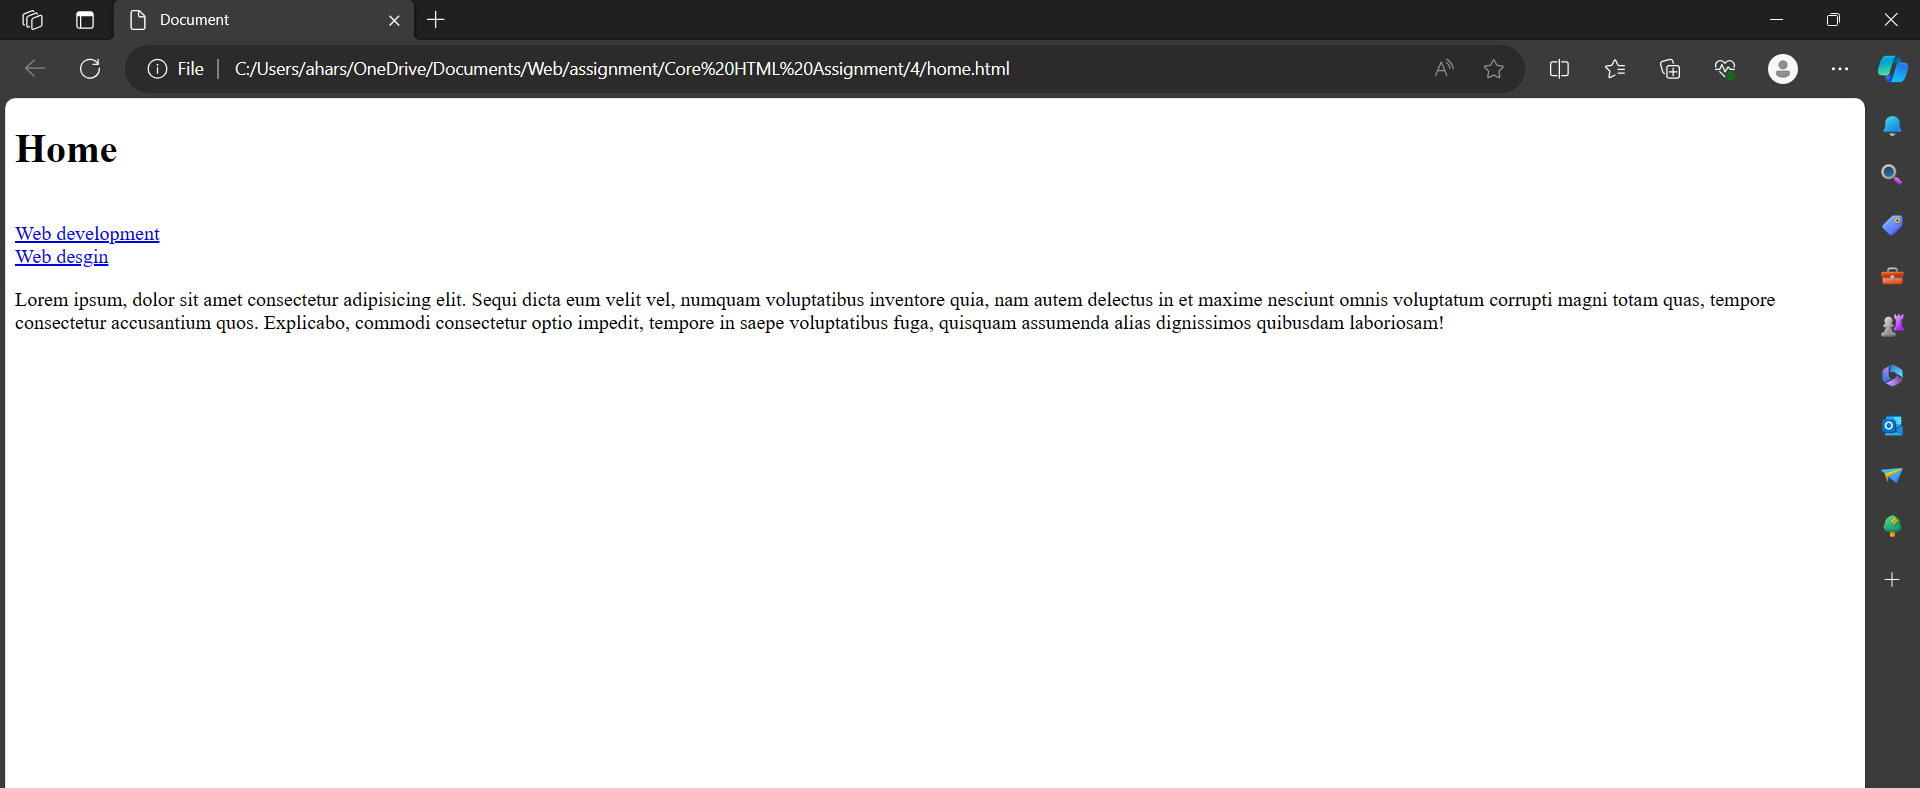 Document
File
C:/Users/ahars/OneDrive/Documents/Web/assignment/Core%20HTML%20Assignment/4/home.html
Home
Web development
Web desgin
Lorem ipsum, dolor sit amet consectetur adipisicing elit. Sequi dicta eum velit vel, numquam voluptatibus inventore quia, nam autem delectus in et maxime nesciunt omnis voluptatum corrupti magni totam quas, tempore
consectetur accusantium quos. Explicabo, commodi consectetur optio impedit, tempore in saepe voluptatibus fuga, quisquam assumenda alias dignissimos quibusdam laboriosam!